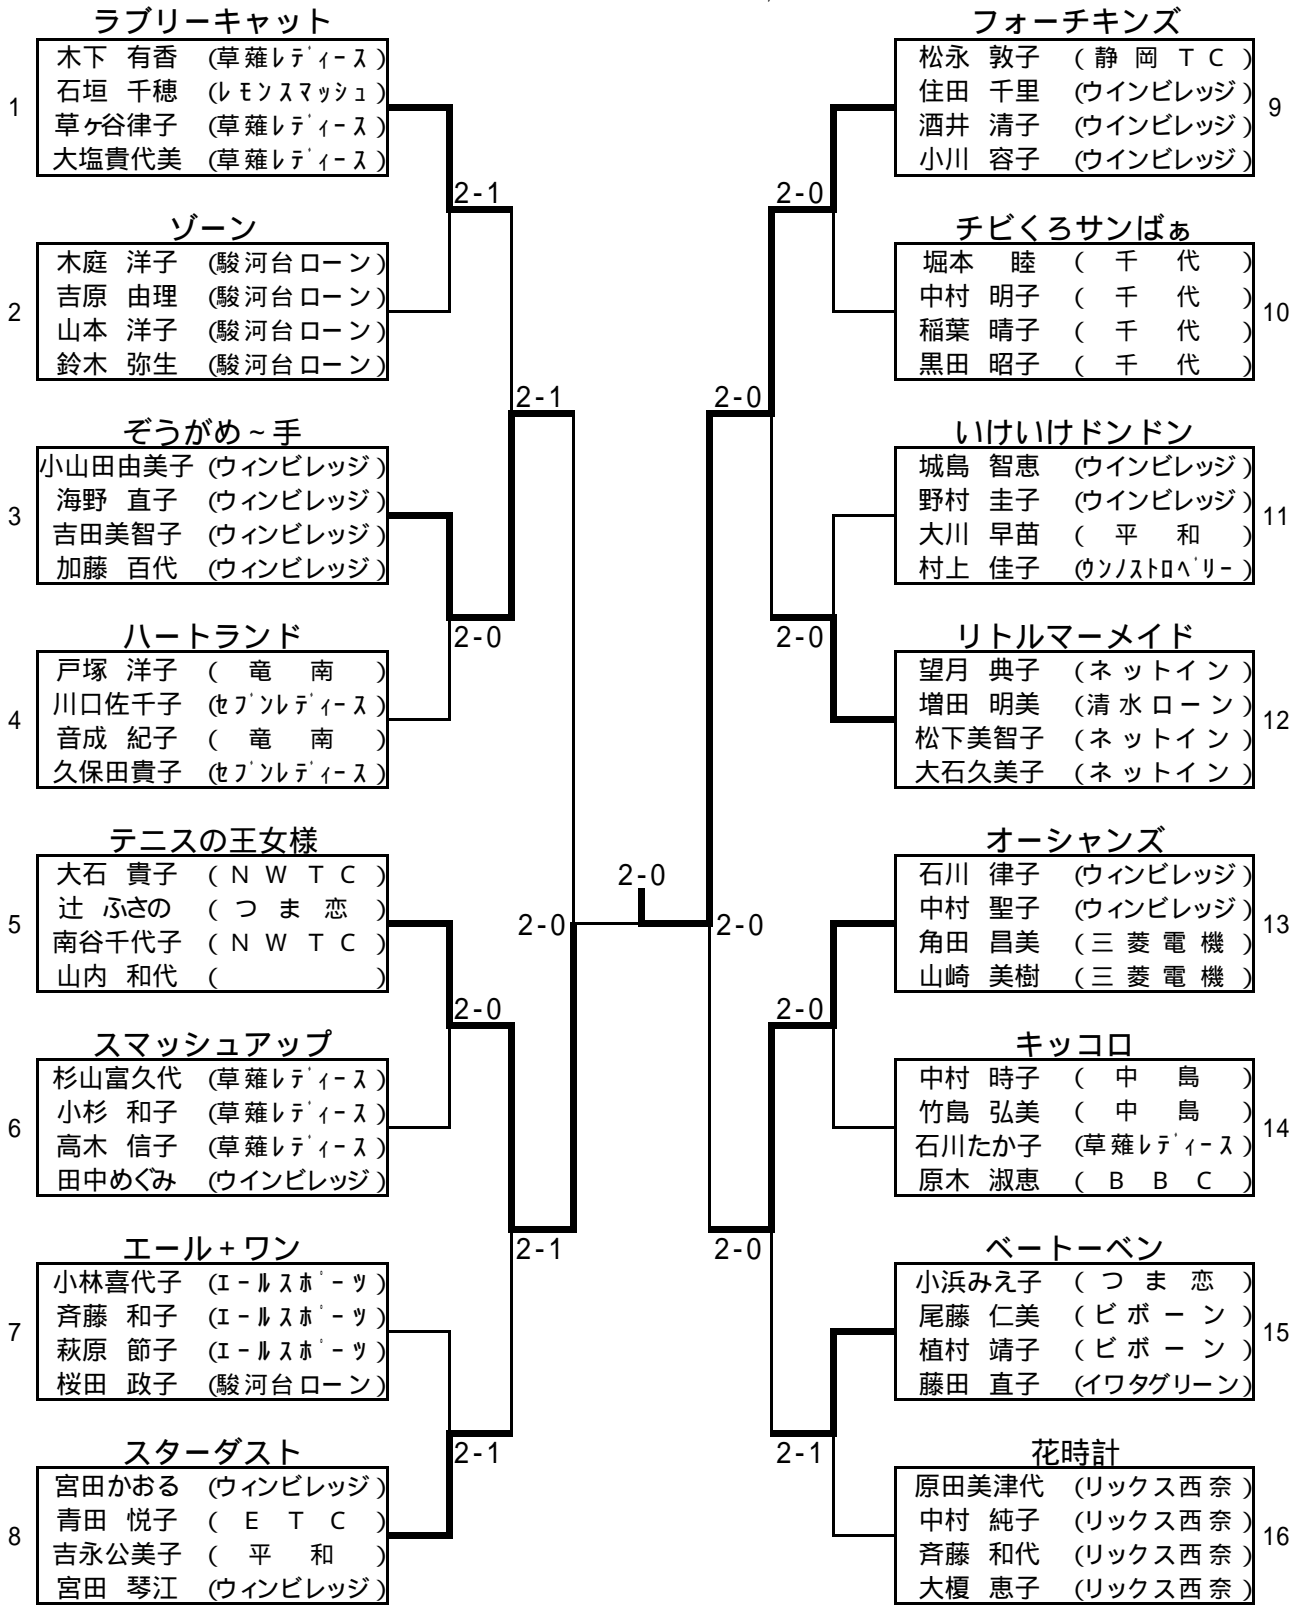 ラブリーキャット
木下 有香 (草薙ﾚﾃﾞｨｰｽ)
1 石垣 千穂 (ﾚﾓﾝｽﾏｯｼｭ)
草ヶ谷律子 (草薙ﾚﾃﾞｨｰｽ)
大塩貴代美 (草薙ﾚﾃﾞｨｰｽ)
2-1
ゾーン
木庭 洋子 (駿河台ローン)
2 吉原 由理 (駿河台ローン)
山本 洋子 (駿河台ローン)
鈴木 弥生 (駿河台ローン)
2-1
ぞうがめ~手
小山田由美子 (ウィンビレッジ)
3 海野 直子 (ウィンビレッジ)
吉田美智子 (ウィンビレッジ)
加藤 百代 (ウィンビレッジ)
2-0
ハートランド
戸塚 洋子 (竜 南)
4 川口佐千子 (ｾﾌﾞﾝﾚﾃﾞｨｰｽ)
音成 紀子 (竜 南)
久保田貴子 (ｾﾌﾞﾝﾚﾃﾞｨｰｽ)
テニスの王女様
大石 貴子 (NWTC)
5 辻 ふさの (つま恋)
南谷千代子 (NWTC)
山内 和代 ( )
2-0
2-0
スマッシュアップ
杉山富久代 (草薙ﾚﾃﾞｨｰｽ)
6 小杉 和子 (草薙ﾚﾃﾞｨｰｽ)
高木 信子 (草薙ﾚﾃﾞｨｰｽ)
田中めぐみ (ウインビレッジ)
2-1
エール+ワン
小林喜代子 (ｴｰﾙｽﾎﾟｰﾂ)
7 斉藤 和子 (ｴｰﾙｽﾎﾟｰﾂ)
萩原 節子 (ｴｰﾙｽﾎﾟｰﾂ)
桜田 政子 (駿河台ローン)
2-1
スターダスト
宮田かおる (ウィンビレッジ)
8 青田 悦子 (ETC)
吉永公美子 (平 和)
宮田 琴江 (ウィンビレッジ)
2-0
フォーチキンズ
松永 敦子 (静岡TC)
住田 千里 (ウインビレッジ) 9
酒井 清子 (ウインビレッジ)
小川 容子 (ウインビレッジ)
2-0
チビくろサンばぁ
堀本 睦 (千 代)
中村 明子 (千 代) 10
稲葉 晴子 (千 代)
黒田 昭子 (千 代)
2-0
いけいけドンドン
城島 智恵 (ウインビレッジ)
野村 圭子 (ウインビレッジ) 11
大川 早苗 (平 和)
村上 佳子 (ｳﾝﾉｽﾄﾛﾍﾞﾘｰ)
2-0
リトルマーメイド
望月 典子 (ネットイン)
増田 明美 (清水ローン) 12
松下美智子 (ネットイン)
大石久美子 (ネットイン)
オーシャンズ
石川 律子 (ウィンビレッジ)
中村 聖子 (ウィンビレッジ) 13
角田 昌美 (三菱電機)
山崎 美樹 (三菱電機)
2-0
2-0
キッコロ
中村 時子 (中 島)
竹島 弘美 (中 島) 14
石川たか子 (草薙ﾚﾃﾞｨｰｽ)
原木 淑恵 (BBC)
2-0
ベートーベン
小浜みえ子 (つま恋)
尾藤 仁美 (ビボーン) 15
植村 靖子 (ビボーン)
藤田 直子 (イワタグリーン)
2-1
花時計
原田美津代 (リックス西奈)
中村 純子 (リックス西奈) 16
斉藤 和代 (リックス西奈)
大榎 恵子 (リックス西奈)